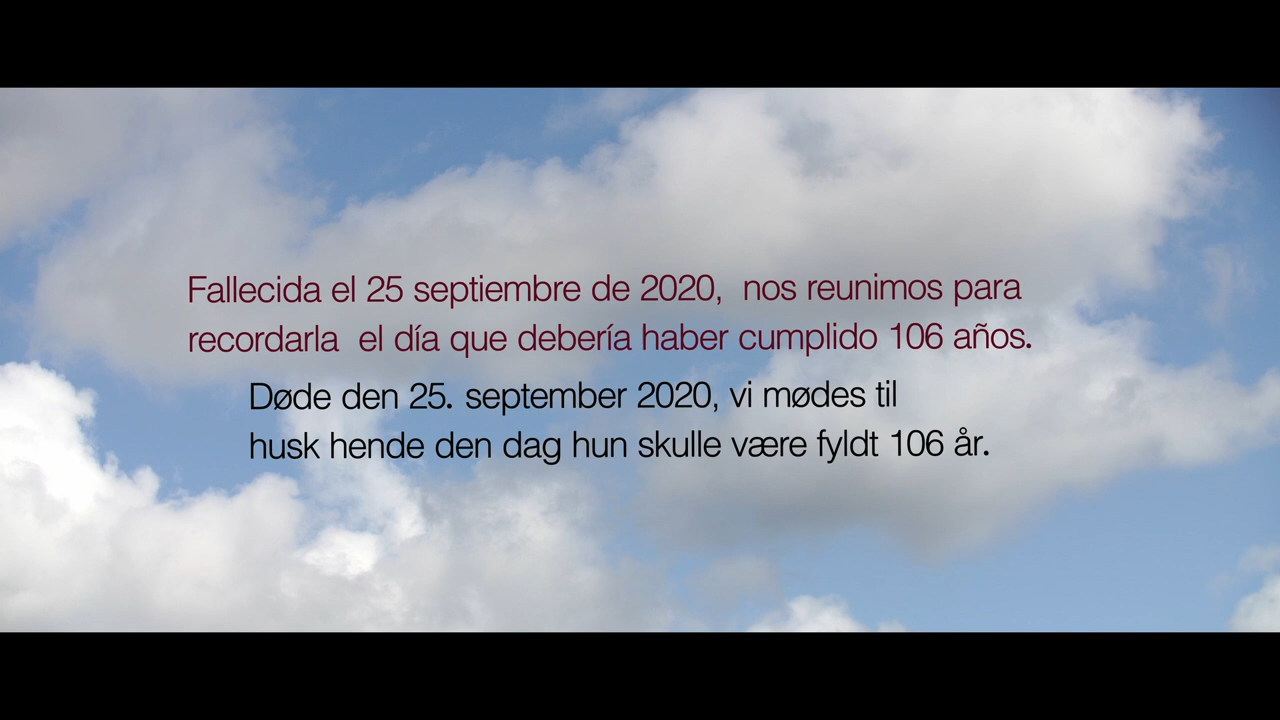 Fallecida el 25 septiembre de 2020,  nos reunimos para
recordarla  el día que debería haber cumplido 106 años.
Døde den 25. september 2020, vi mødes til
husk hende den dag hun skulle være fyldt 106 år.